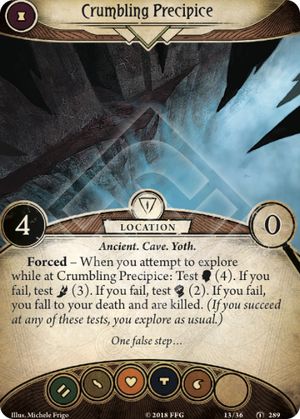 Crumbling Precipice
4
LOCATION
0
Ancient. Cave. Yoth.
Forced – When you attempt to explore
while at Crumbling Precipice: Test (4). If you
fail, test (3). If you fail, test (2). If you fail,
you fall to your death and are killed. (If you succeed
at any of these tests, you explore as usual.)
One false step…
Illus. Michele Frigo
© 2018 FFG
13/36
289